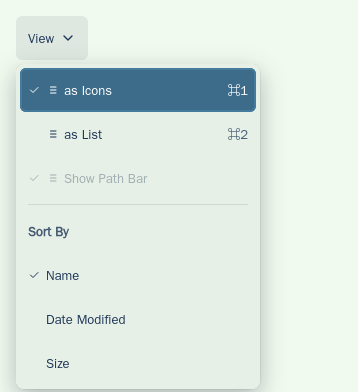 View
as Icons ⌘1
as List ⌘2
Show Path Bar
Sort By
Name
Date Modified
Size